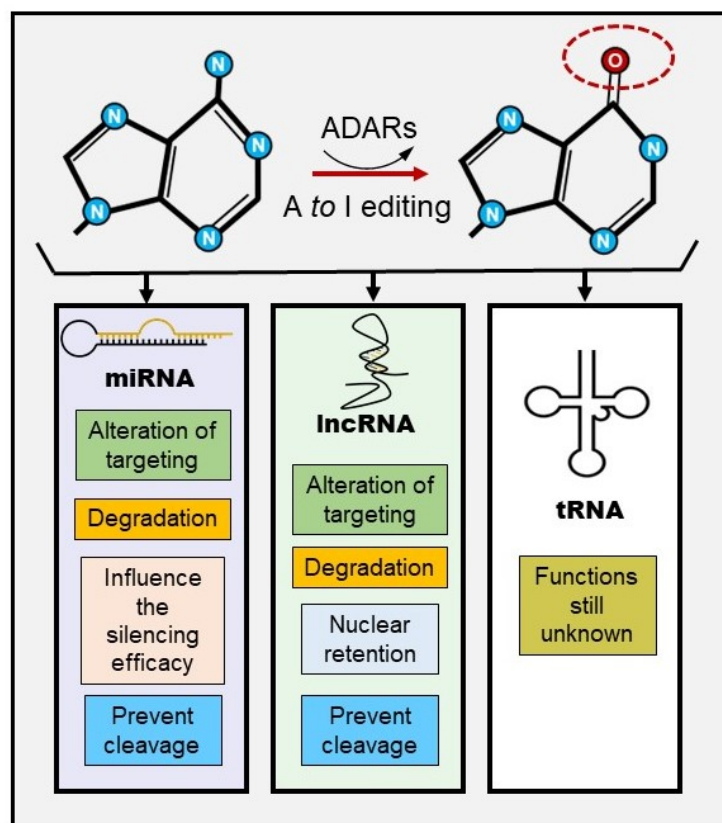 N
N
N
N
N
ADARs
A to I editing
O
N
N
N
N
miRNA
Alteration of
targeting
Degradation
Influence
the
silencing
efficacy
Prevent
cleavage
lncRNA
Alteration of
targeting
Degradation
Nuclear
retention
Prevent
cleavage
tRNA
Functions
still
unknown